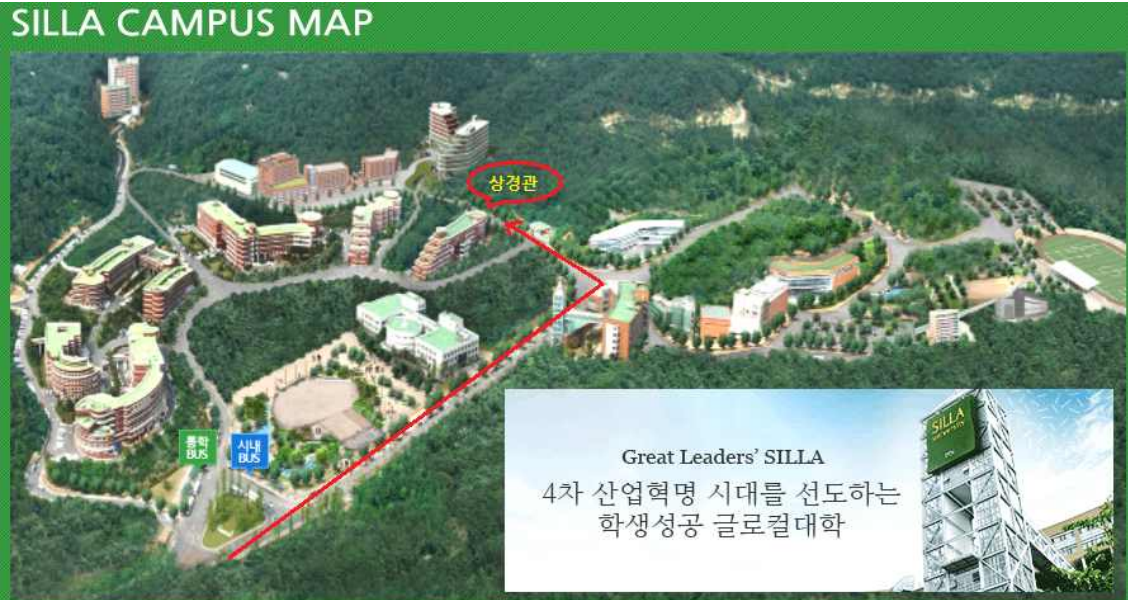 SILLA CAMPUS MAP
상경관
통학
BUS
시내
BUS
Great Leaders' SILLA
4차 산업혁명 시대를 선도하는
학생성공 글로컬대학
SILLA